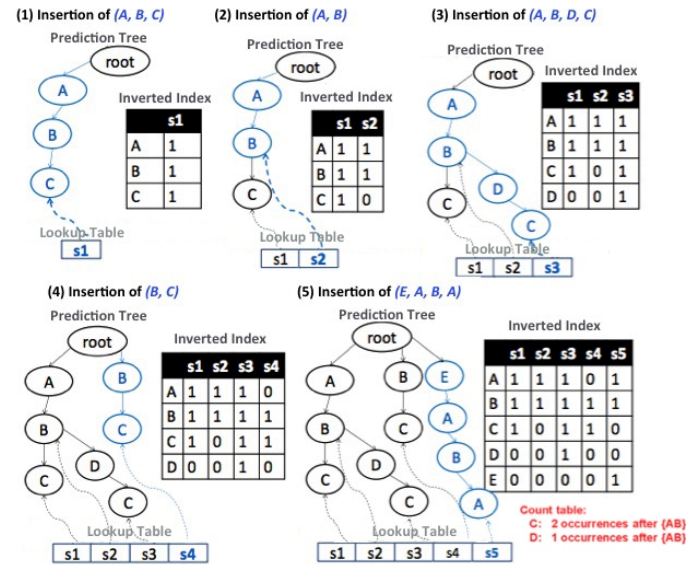 (1) Insertion of (A, B, C)
Prediction Tree
root
A
B
C
Inverted Index
s1
A 1
B 1
C 1
Lookup Table
s1
(2) Insertion of (A, B)
Prediction Tree
root
A
B
C
Inverted Index
s1 s2
A 1 1
B 1 1
C 1 0
Lookup Table
s1 s2
(3) Insertion of (A, B, D, C)
Prediction Tree
root
A
B
D
C
C
Inverted Index
s1 s2 s3
A 1 1 1
B 1 1 1
C 1 0 1
D 0 0 1
Lookup Table
s1 s2 s3
(4) Insertion of (B, C)
Prediction Tree
root
A B
B C
D
C
C
Inverted Index
s1 s2 s3 s4
A 1 1 1 0
B 1 1 1 1
C 1 0 1 1
D 0 0 1 0
Lookup Table
s1 s2 s3 s4
(5) Insertion of (E, A, B, A)
Prediction Tree
root
A B E
B C A
D B
C
C A
Inverted Index
s1 s2 s3 s4 s5
A 1 1 1 0 1
B 1 1 1 1 1
C 1 0 1 1 0
D 0 0 1 0 0
E 0 0 0 0 1
Lookup Table
s1 s2 s3 s4 s5
Count table:
C: 2 occurrences after {AB}
D: 1 occurrences after {AB}